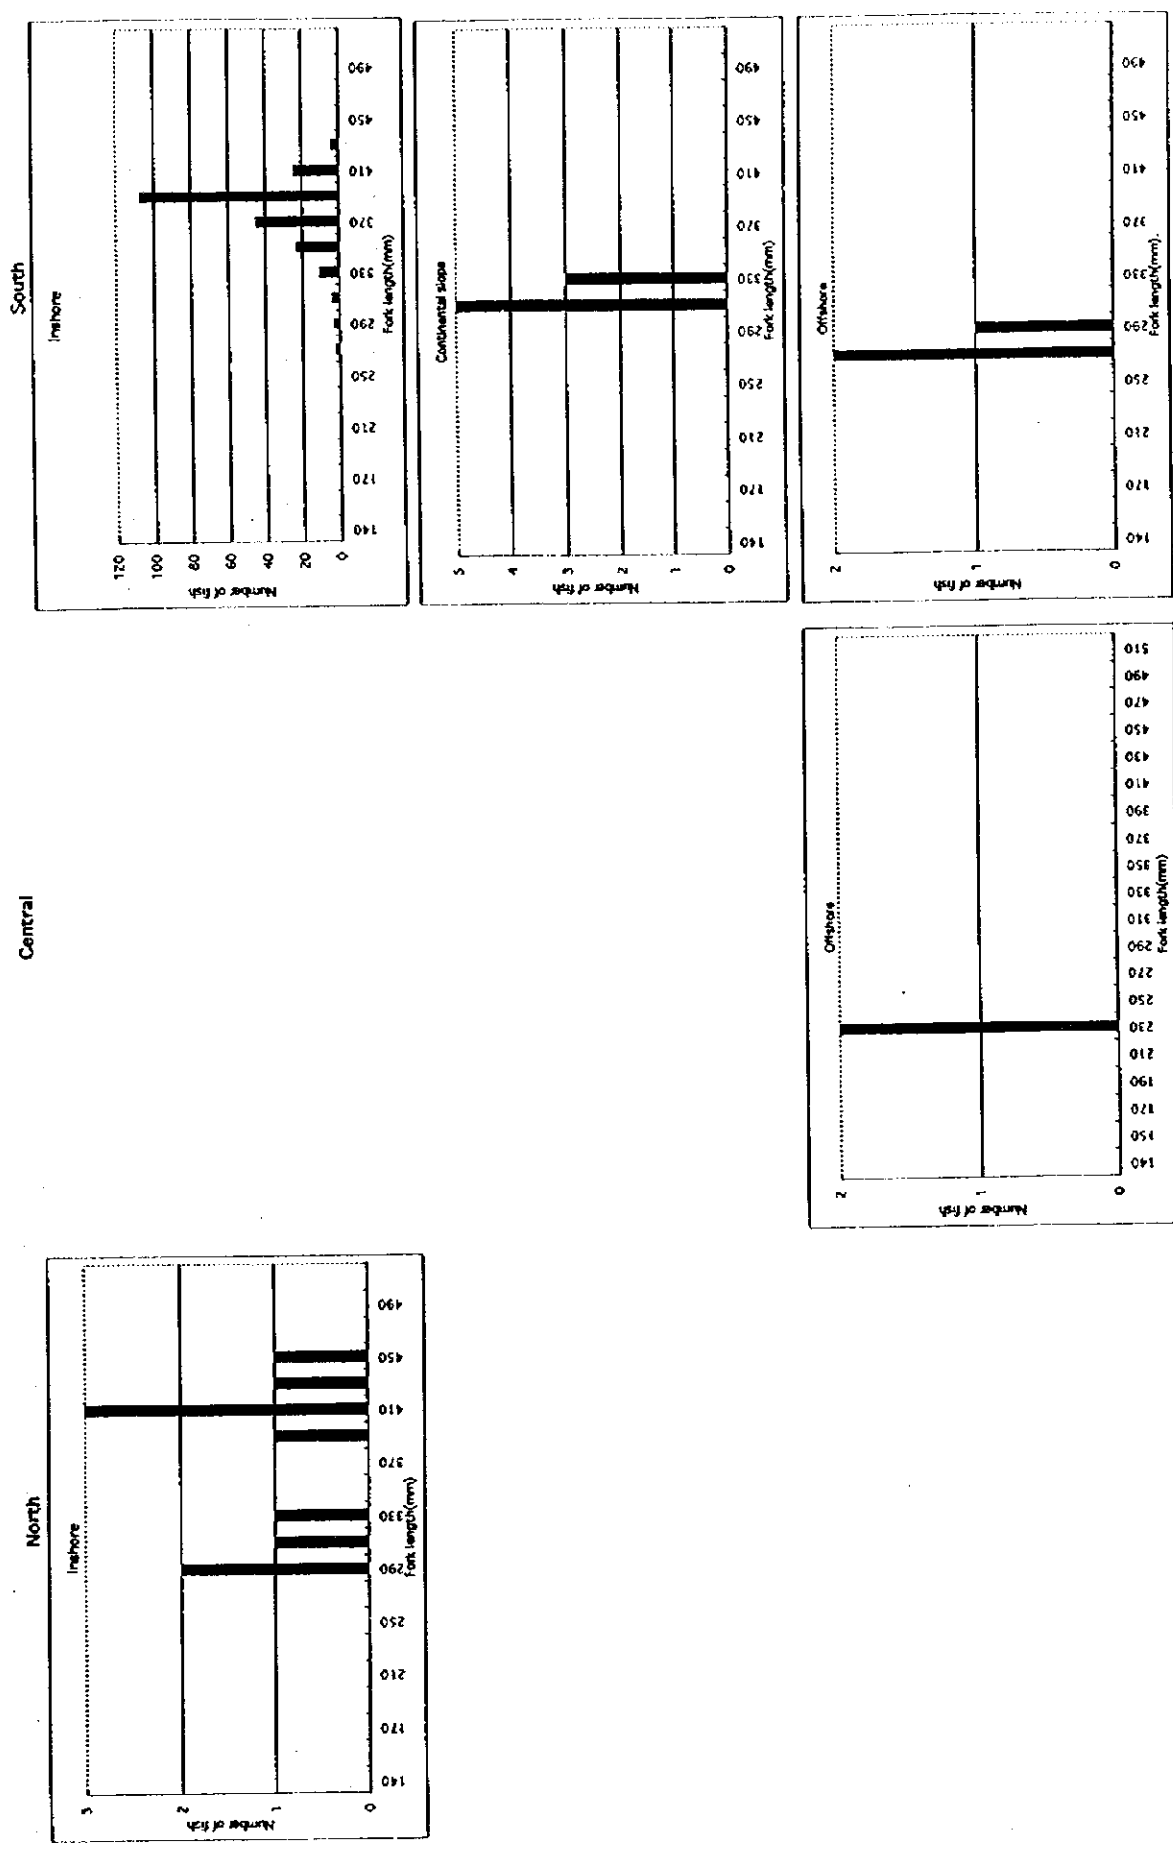 North
Central
South
Inshore
3
2
1
0
Number of fish
140 170 210 250 290 330 370 410 450 490
Fork length(mm)
Inshore
120
100
80
60
40
20
0
Number of fish
140 170 210 250 290 330 370 410 450 490
Fork length(mm)
Continental slope
5
4
3
2
1
0
Number of fish
140 170 210 250 290 330 370 410 450 490
Fork length(mm)
Offshore
2
1
0
Number of fish
140 150 170 190 210 230 250 270 290 310 330 350 370 390 410 430 450 470 490 510
Fork length(mm)
Offshore
2
1
0
Number of fish
140 170 210 250 290 330 370 410 450 490
Fork length(mm).